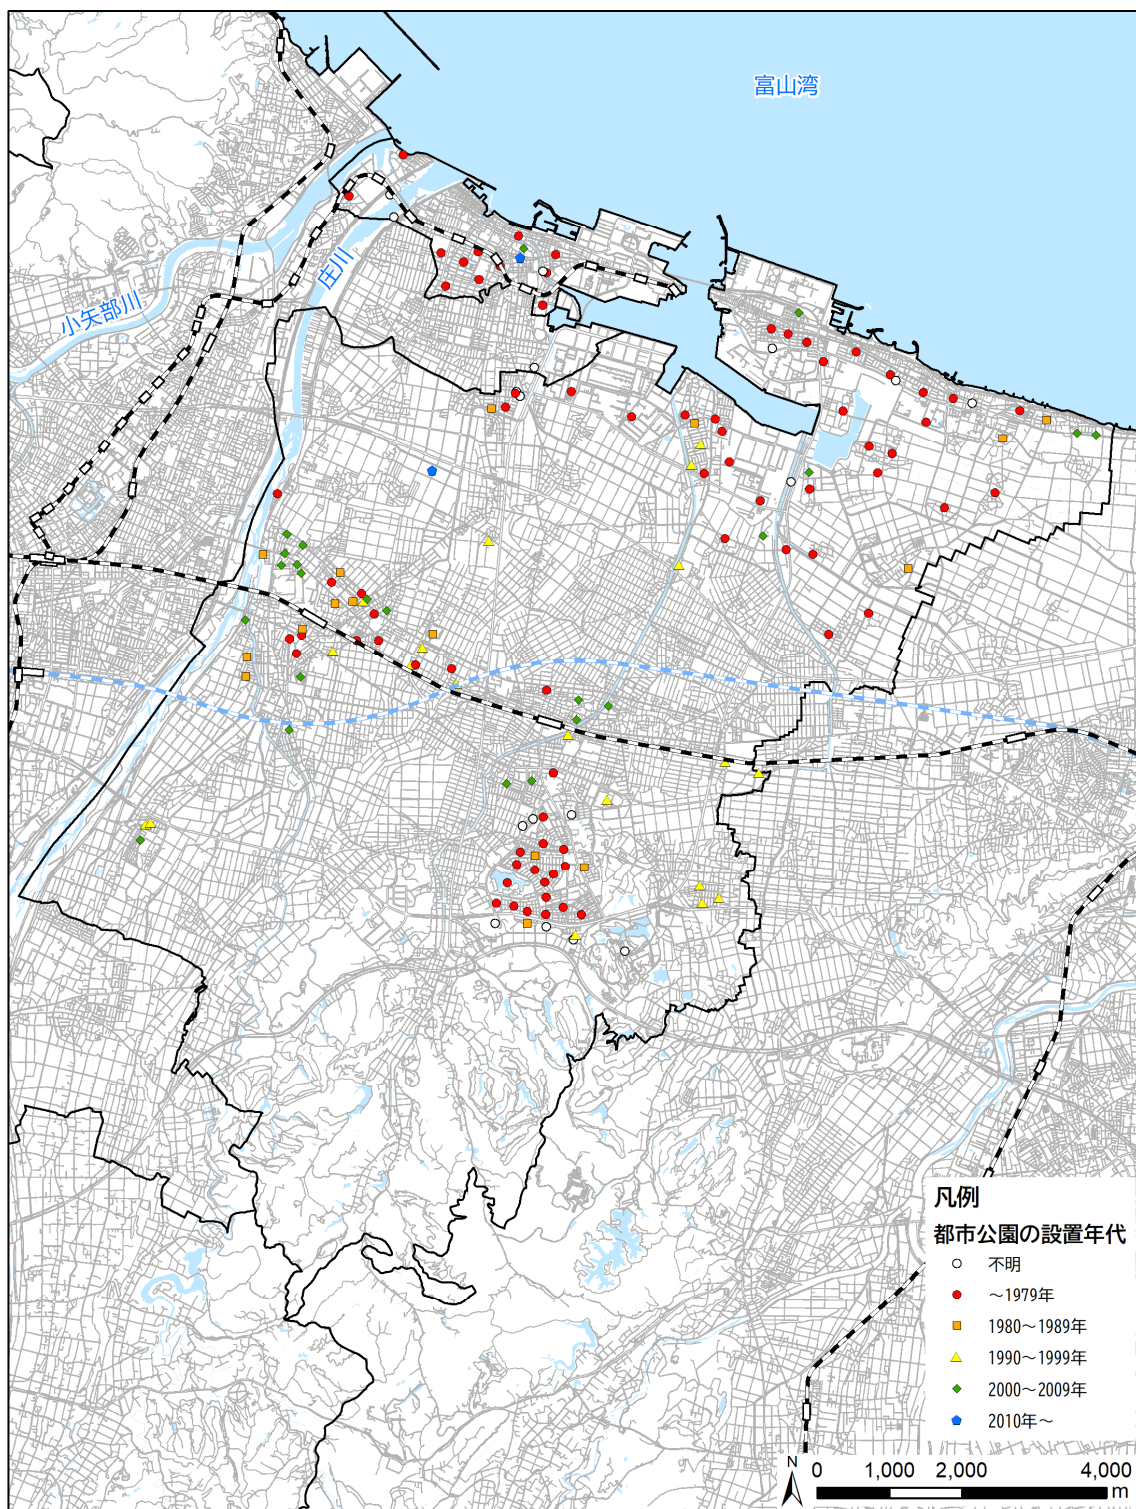 富山湾
庄川
小矢部川
凡例
都市公園の設置年代
不明
～1979年
1980～1989年
1990～1999年
2000～2009年
2010年～
N
0 1,000 2,000 4,000
m